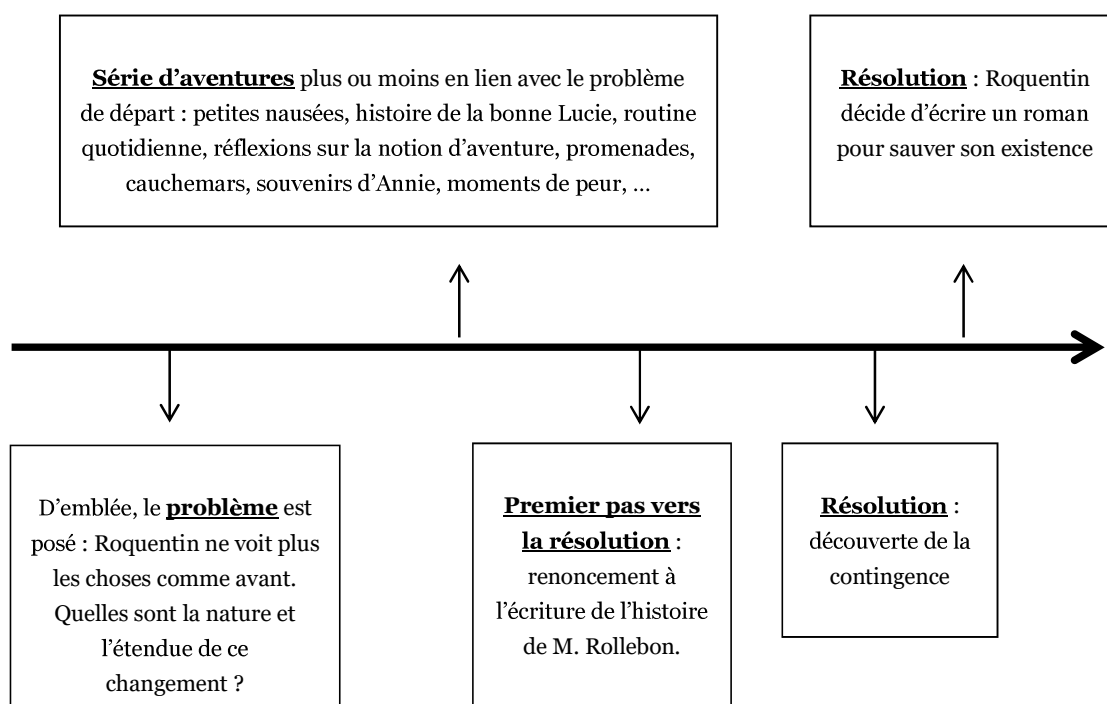 Série d’aventures plus ou moins en lien avec le problème
de départ : petites nausées, histoire de la bonne Lucie, routine
quotidienne, réflexions sur la notion d’aventure, promenades,
cauchemars, souvenirs d’Annie, moments de peur, ...
Résolution : Roquentin
décide d’écrire un roman
pour sauver son existence
D’emblée, le problème est
posé : Roquentin ne voit plus
les choses comme avant.
Quelles sont la nature et
l’étendue de ce
changement ?
Premier pas vers
la résolution :
renoncement à
l’écriture de l’histoire
de M. Rollebon.
Résolution :
découverte de la
contingence